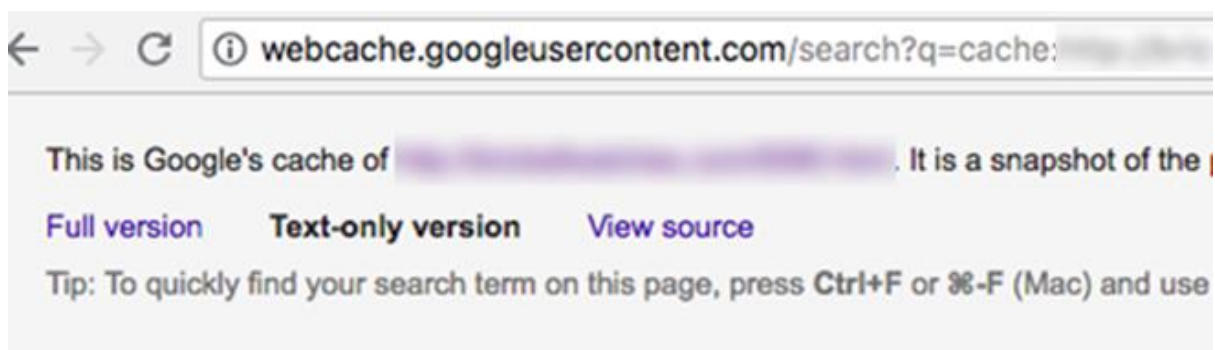 webcache.googleusercontent.com/search?q=cache:
This is Google's cache of . It is a snapshot of the
Full version Text-only version View source
Tip: To quickly find your search term on this page, press Ctrl+F or ⌘-F (Mac) and use